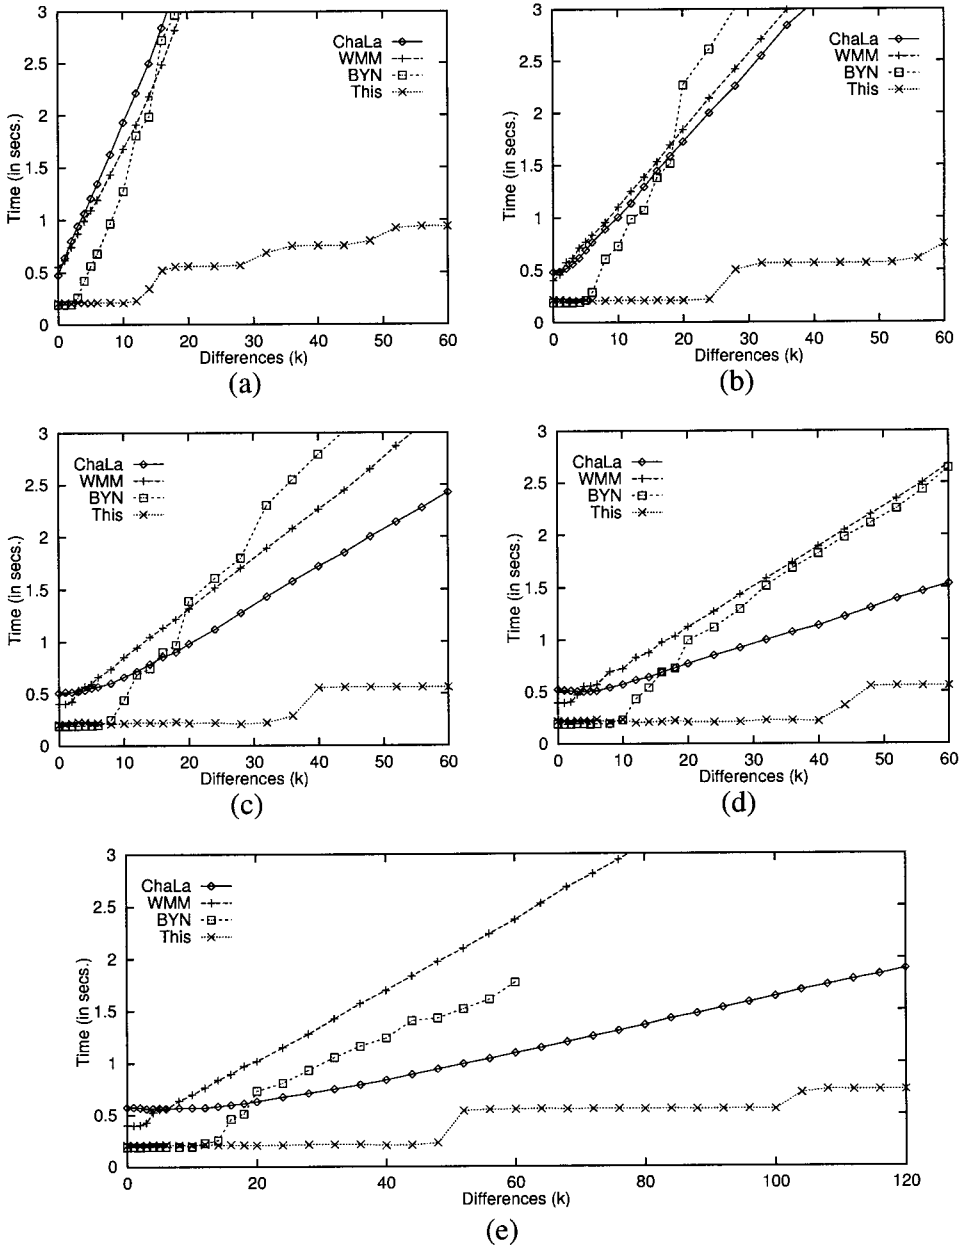 3
2.5
2
1.5
1
0.5
0
Time (in secs.)
ChaLa
WMM
BYN
This
0 10 20 30 40 50 60
Differences (k)
(a)
3
2.5
2
1.5
1
0.5
0
Time (in secs.)
ChaLa
WMM
BYN
This
0 10 20 30 40 50 60
Differences (k)
(b)
3
2.5
2
1.5
1
0.5
0
Time (in secs.)
ChaLa
WMM
BYN
This
0 10 20 30 40 50 60
Differences (k)
(c)
3
2.5
2
1.5
1
0.5
0
Time (in secs.)
ChaLa
WMM
BYN
This
0 10 20 30 40 50 60
Differences (k)
(d)
3
2.5
2
1.5
1
0.5
0
Time (in secs.)
ChaLa
WMM
BYN
This
0 20 40 60 80 100 120
Differences (k)
(e)